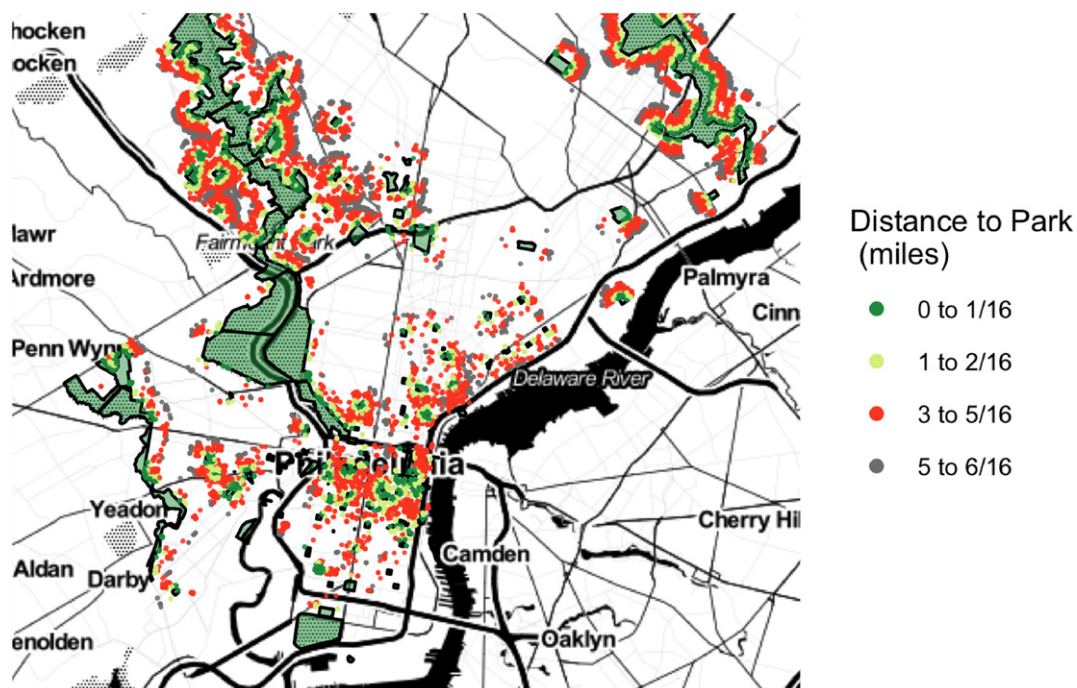 hocken
ocken
lawr
Ardmore
Penn Wynn
Fairmount Park
Palmyra
Cinn
Delaware River
Philadelphia
Yeadon
Cherry Hil
Camden
Aldan
Darby
enolden
Oaklyn
Distance to Park
(miles)
0 to 1/16
1 to 2/16
3 to 5/16
5 to 6/16